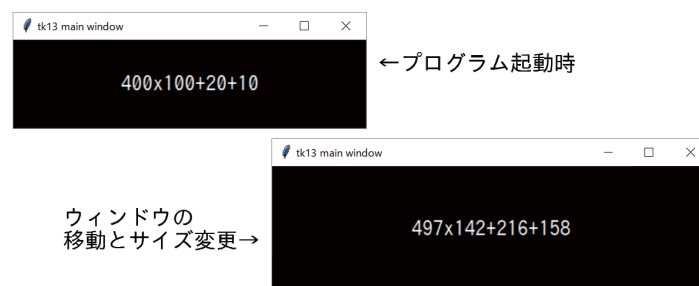 tk13 main window
400x100+20+10
←プログラム起動時
tk13 main window
ウィンドウの
移動とサイズ変更→
497x142+216+158